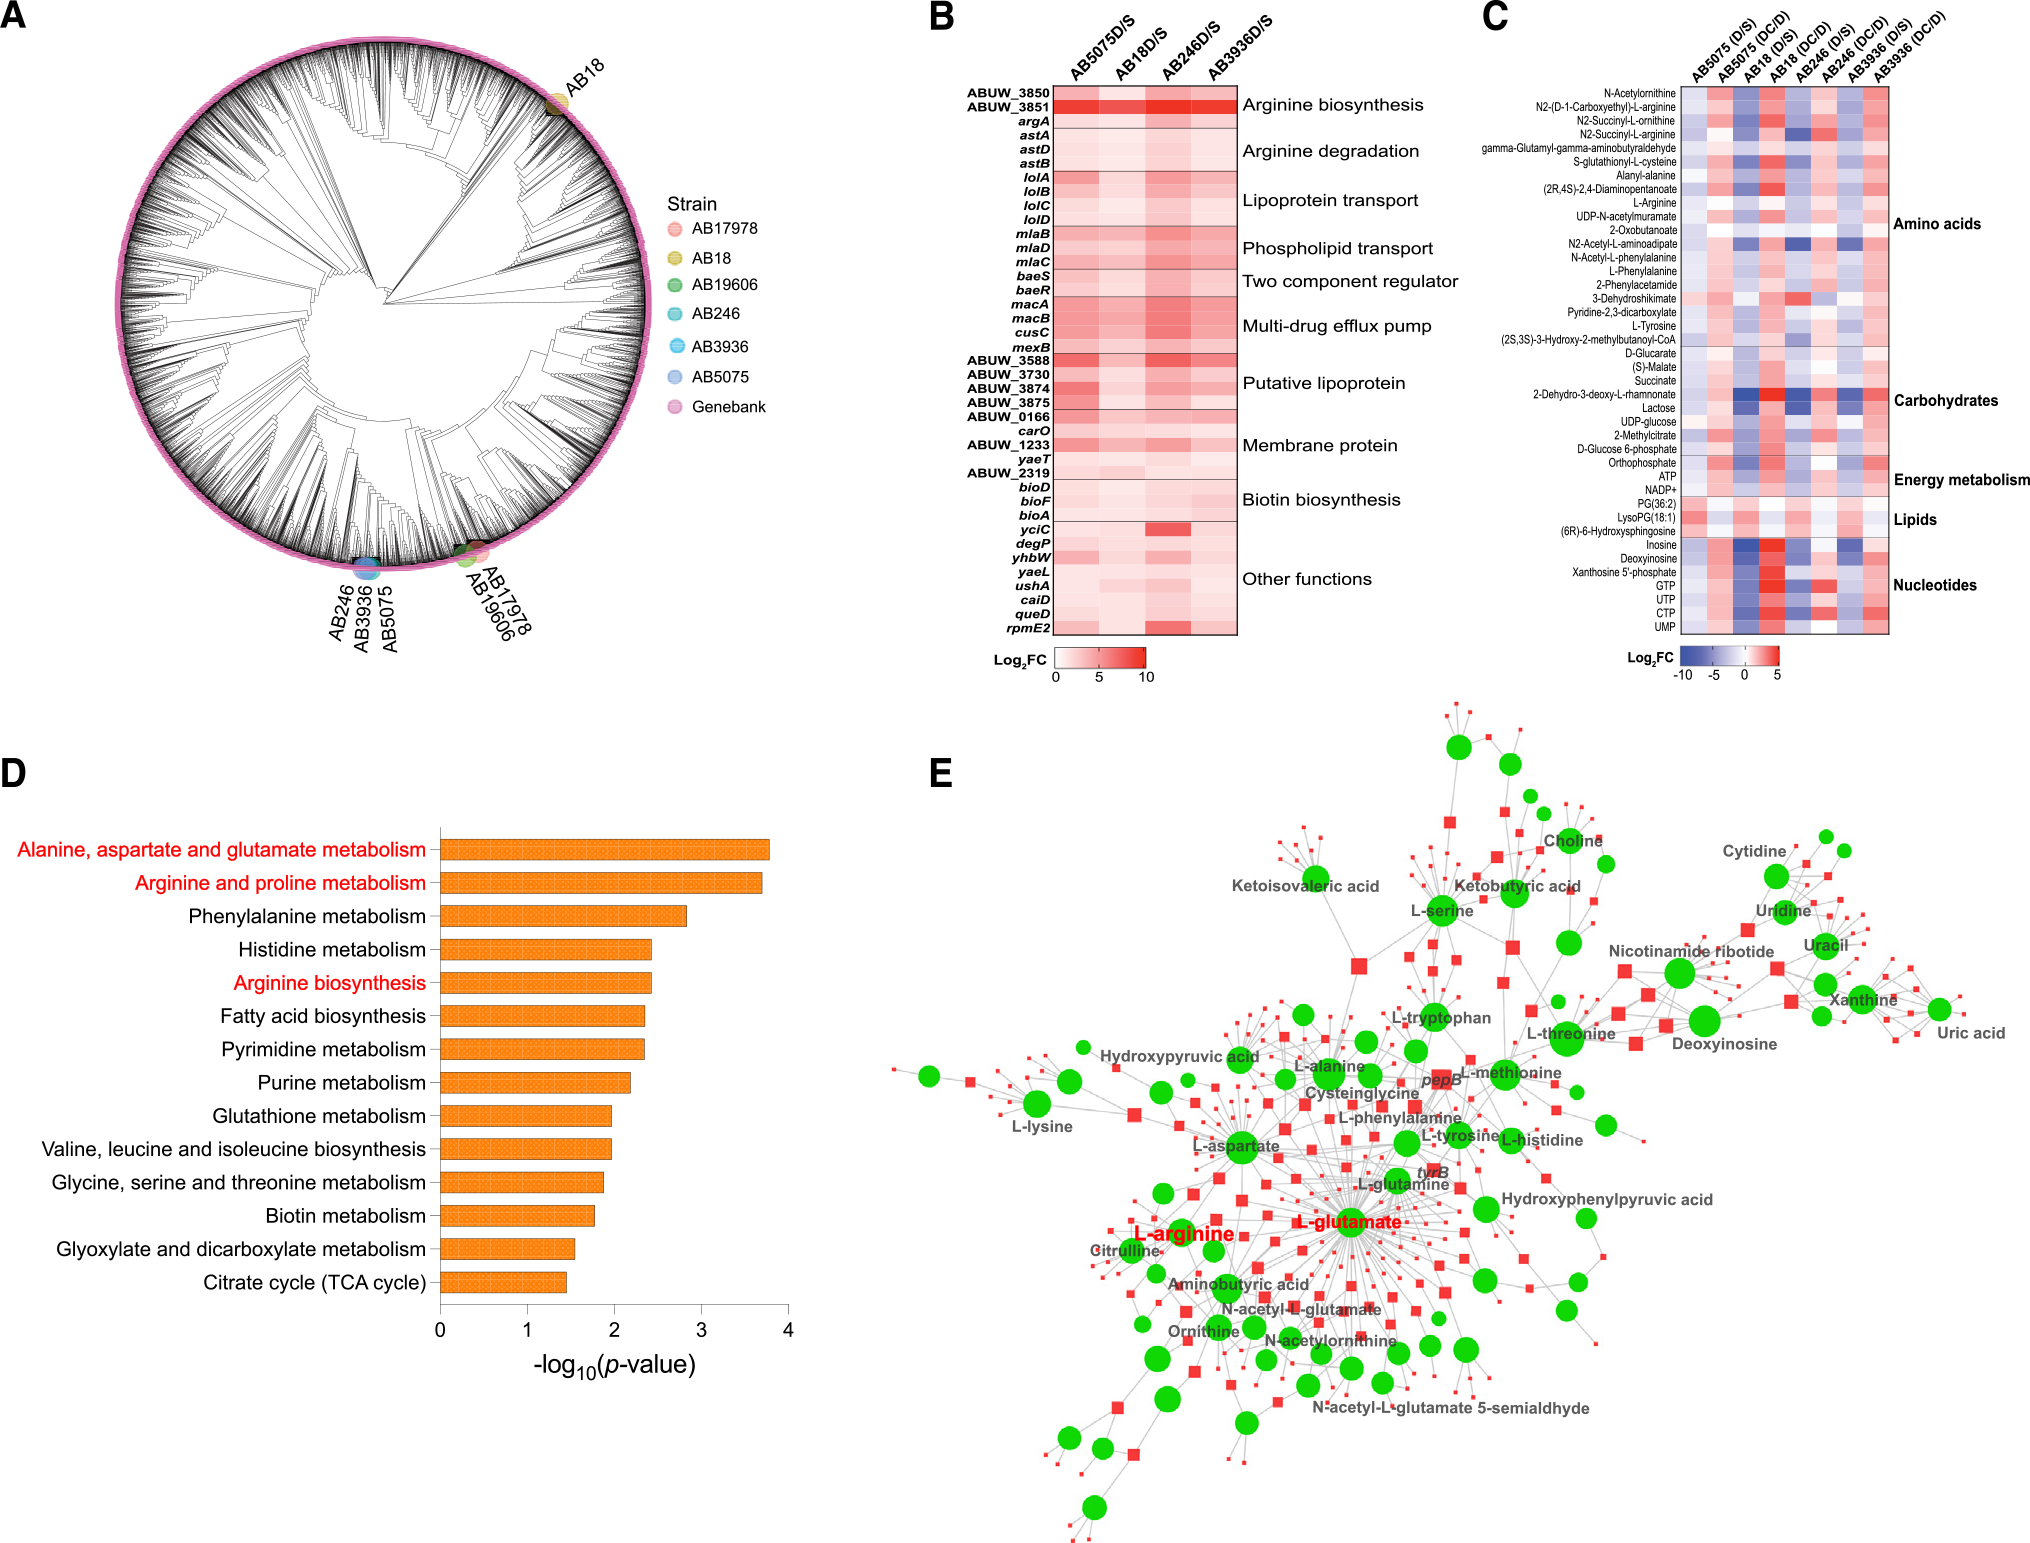 A
AB18
Strain
AB17978
AB18
AB19606
AB246
AB3936
AB5075
Genebank
AB246
AB3936
AB5075
AB17978
AB19606
B
AB5075D/S
AB18D/S
AB246D/S
AB3936D/S
ABUW_3850
ABUW_3851
argA
astA
astD
astB
lolA
lolB
lolC
lolD
mlaB
mlaD
mlaC
baeS
baeR
macA
macB
cusC
mexB
ABUW_3588
ABUW_3730
ABUW_3874
ABUW_3875
ABUW_0166
carO
ABUW_1233
yaeT
ABUW_2319
bioD
bioF
bioA
yciC
degP
yhbW
yaeL
ushA
caiD
queD
rpmE2
Arginine biosynthesis
Arginine degradation
Lipoprotein transport
Phospholipid transport
Two component regulator
Multi-drug efflux pump
Putative lipoprotein
Membrane protein
Biotin biosynthesis
Other functions
Log2FC
0 5 10
C
AB5075 (D/S)
AB5075 (DC/D)
AB18 (D/S)
AB18 (DC/D)
AB246 (D/S)
AB246 (DC/D)
AB3936 (D/S)
AB3936 (DC/D)
N-Acetylornithine
N2-(D-1-Carboxyethyl)-L-arginine
N2-Succinyl-L-ornithine
N2-Succinyl-L-arginine
gamma-Glutamyl-gamma-aminobutyraldehyde
S-glutathionyl-L-cysteine
Alanyl-alanine
(2R,4S)-2,4-Diaminopentanoate
L-Arginine
UDP-N-acetylmuramate
2-Oxobutanoate
N2-Acetyl-L-aminoadipate
N-Acetyl-L-phenylalanine
L-Phenylalanine
2-Phenylacetamide
3-Dehydroshikimate
Pyridine-2,3-dicarboxylate
L-Tyrosine
(2S,3S)-3-Hydroxy-2-methylbutanoyl-CoA
D-Glucarate
(S)-Malate
Succinate
2-Dehydro-3-deoxy-L-rhamnonate
Lactose
UDP-glucose
2-Methylcitrate
D-Glucose 6-phosphate
Orthophosphate
ATP
NADP+
PG(36:2)
LysoPG(18:1)
(6R)-6-Hydroxysphingosine
Inosine
Deoxyinosine
Xanthosine 5'-phosphate
GTP
UTP
CTP
UMP
Amino acids
Carbohydrates
Energy metabolism
Lipids
Nucleotides
Log2FC
-10 -5 0 5
D
Alanine, aspartate and glutamate metabolism
Arginine and proline metabolism
Phenylalanine metabolism
Histidine metabolism
Arginine biosynthesis
Fatty acid biosynthesis
Pyrimidine metabolism
Purine metabolism
Glutathione metabolism
Valine, leucine and isoleucine biosynthesis
Glycine, serine and threonine metabolism
Biotin metabolism
Glyoxylate and dicarboxylate metabolism
Citrate cycle (TCA cycle)
0 1 2 3 4
-log10(p-value)
E
Choline
Cytidine
Ketoisovaleric acid
Ketobutyric acid
L-serine
Uridine
Uracil
Nicotinamide ribotide
Xanthine
L-tryptophan
L-threonine
Uric acid
Deoxyinosine
Hydroxypyruvic acid
L-alanine
L-methionine
pepB
Cysteinglycine
L-lysine
L-phenylalanine
L-tyrosine
L-histidine
L-aspartate
tyrB
L-glutamine
Hydroxyphenylpyruvic acid
L-glutamate
L-arginine
Citrulline
Aminobutyric acid
N-acetyl-L-glutamate
Ornithine
N-acetylornithine
N-acetyl-L-glutamate 5-semialdhyde